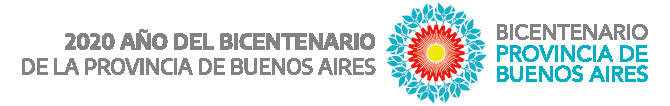 2020 AÑO DEL BICENTENARIO
DE LA PROVINCIA DE BUENOS AIRES
BICENTENARIO
PROVINCIA DE
BUENOS AIRES